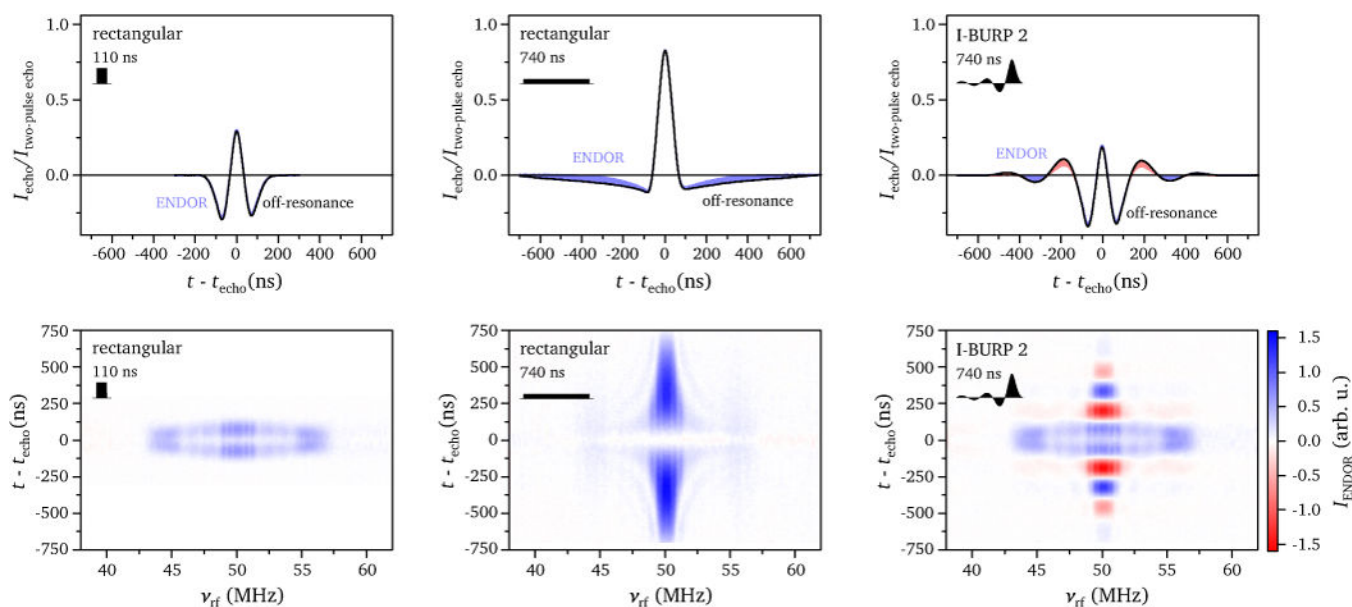 1.0
0.5
0.0
I_echo/I_two-pulse echo
rectangular
110 ns
ENDOR
off-resonance
-600 -400 -200 0 200 400 600
t - t_echo(ns)
1.0
0.5
0.0
I_echo/I_two-pulse echo
rectangular
740 ns
ENDOR
off-resonance
-600 -400 -200 0 200 400 600
t - t_echo(ns)
1.0
0.5
0.0
I_echo/I_two-pulse echo
I-BURP 2
740 ns
ENDOR
off-resonance
-600 -400 -200 0 200 400 600
t - t_echo(ns)
750
500
250
0
-250
-500
-750
t - t_echo(ns)
rectangular
110 ns
40 45 50 55 60
ν_rf (MHz)
750
500
250
0
-250
-500
-750
t - t_echo(ns)
rectangular
740 ns
40 45 50 55 60
ν_rf (MHz)
750
500
250
0
-250
-500
-750
t - t_echo(ns)
I-BURP 2
740 ns
40 45 50 55 60
ν_rf (MHz)
1.5
1.0
0.5
0.0
-0.5
-1.0
-1.5
I_ENDOR (arb. u.)